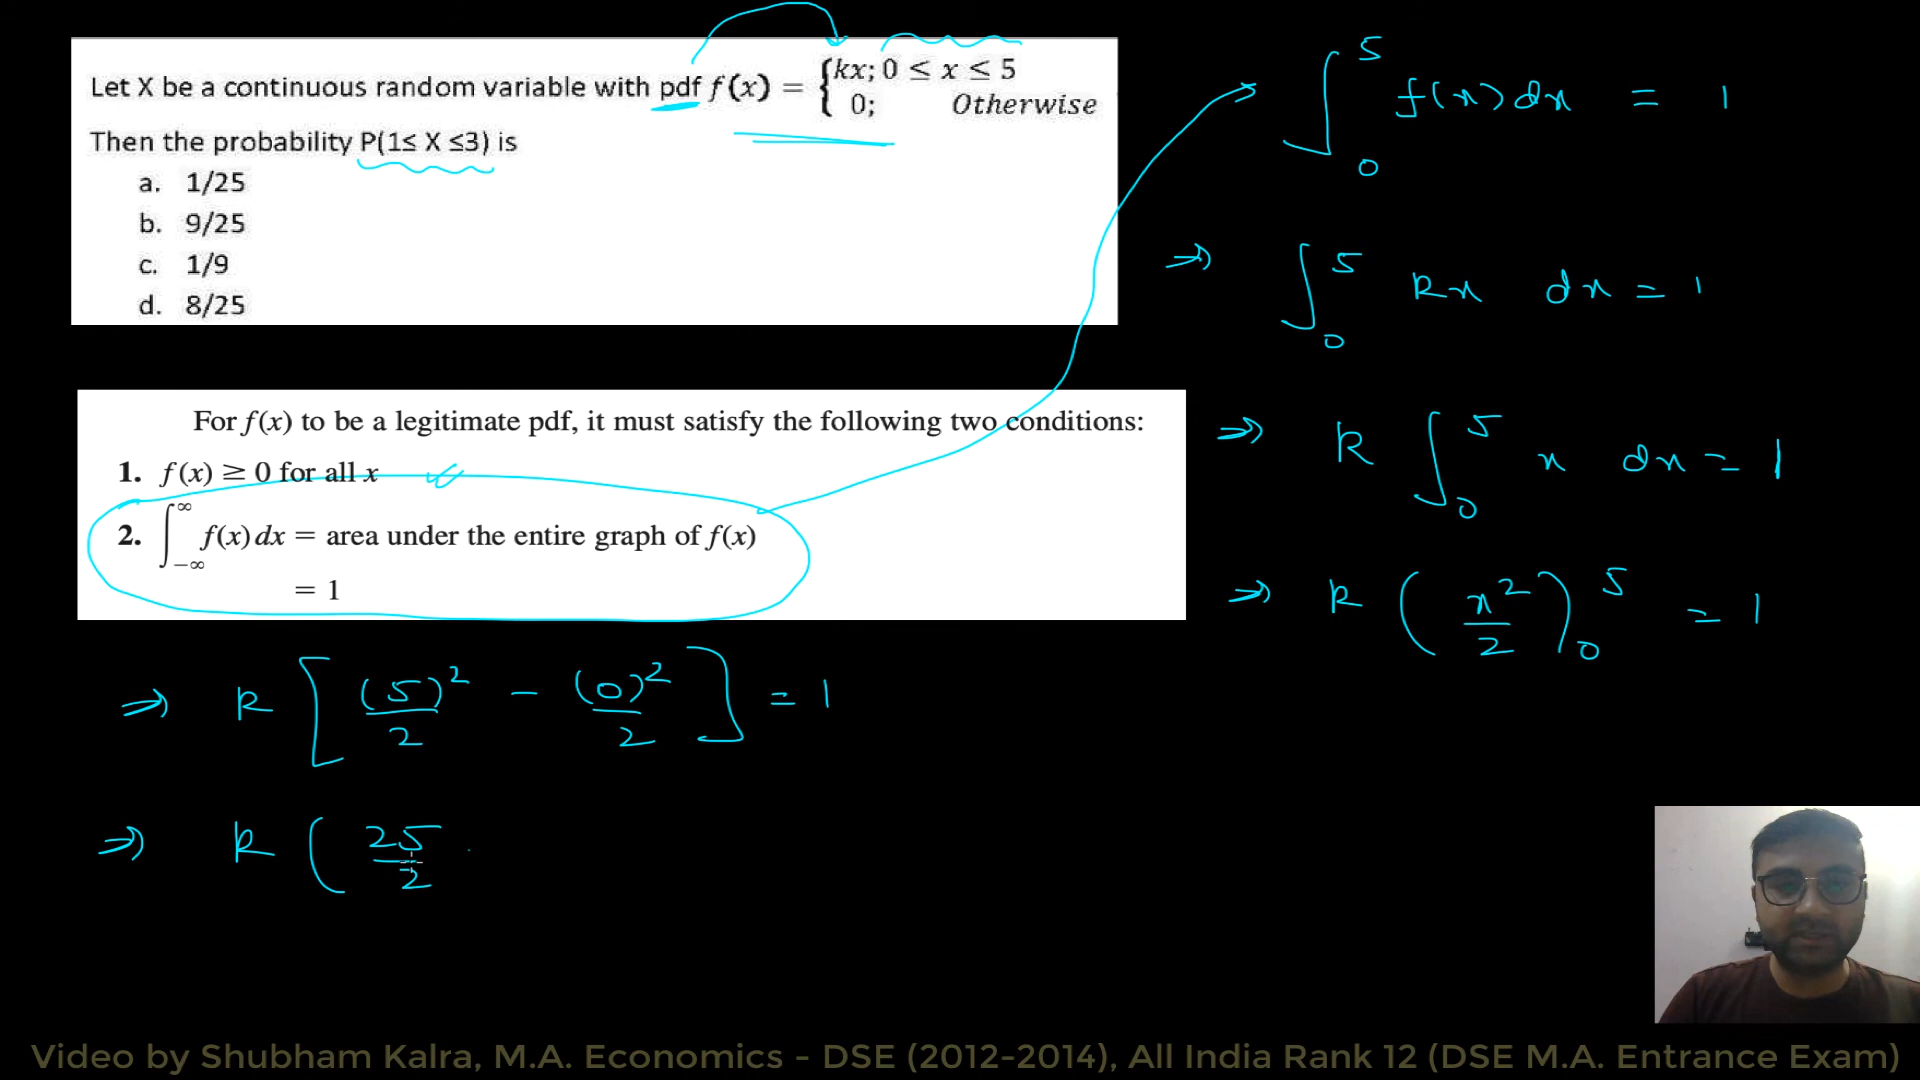 Let X be a continuous random variable with pdf f(x) = { kx; 0 ≤ x ≤ 5
0; Otherwise
Then the probability P(1≤ X ≤3) is
a. 1/25
b. 9/25
c. 1/9
d. 8/25
For f(x) to be a legitimate pdf, it must satisfy the following two conditions:
1. f(x) ≥ 0 for all x
2. ∫_{-∞}^{∞} f(x) dx = area under the entire graph of f(x)
= 1
∫_0^5 f(x) dx = 1
⇒ ∫_0^5 kx dx = 1
⇒ k ∫_0^5 x dx = 1
⇒ k (x²/2)_0^5 = 1
⇒ k [ (5)²/2 − (0)²/2 ] = 1
⇒ k ( 25/2
Video by Shubham Kalra, M.A. Economics - DSE (2012-2014), All India Rank 12 (DSE M.A. Entrance Exam)